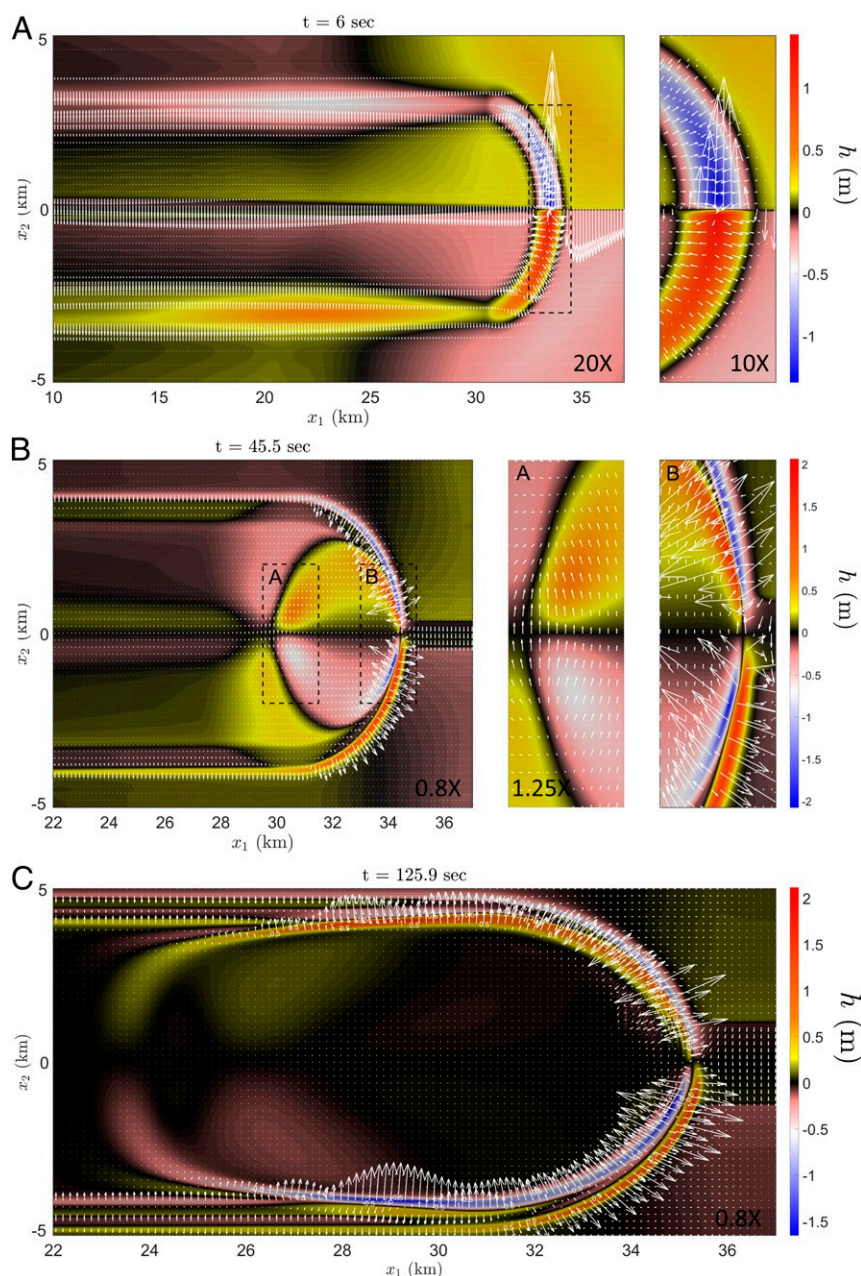 A
t = 6 sec
5
0
-5
x₂ (km)
20X
10X
10 15 20 25 30 35
x₁ (km)
1
0.5
0
-0.5
-1
h (m)
B
t = 45.5 sec
5
0
-5
x₂ (km)
A
B
0.8X
A
1.25X
B
22 24 26 28 30 32 34 36
x₁ (km)
2
1.5
1
0.5
0
-0.5
-1
-1.5
-2
h (m)
C
t = 125.9 sec
5
0
-5
x₂ (km)
0.8X
22 24 26 28 30 32 34 36
x₁ (km)
2
1.5
1
0.5
0
-0.5
-1
-1.5
h (m)